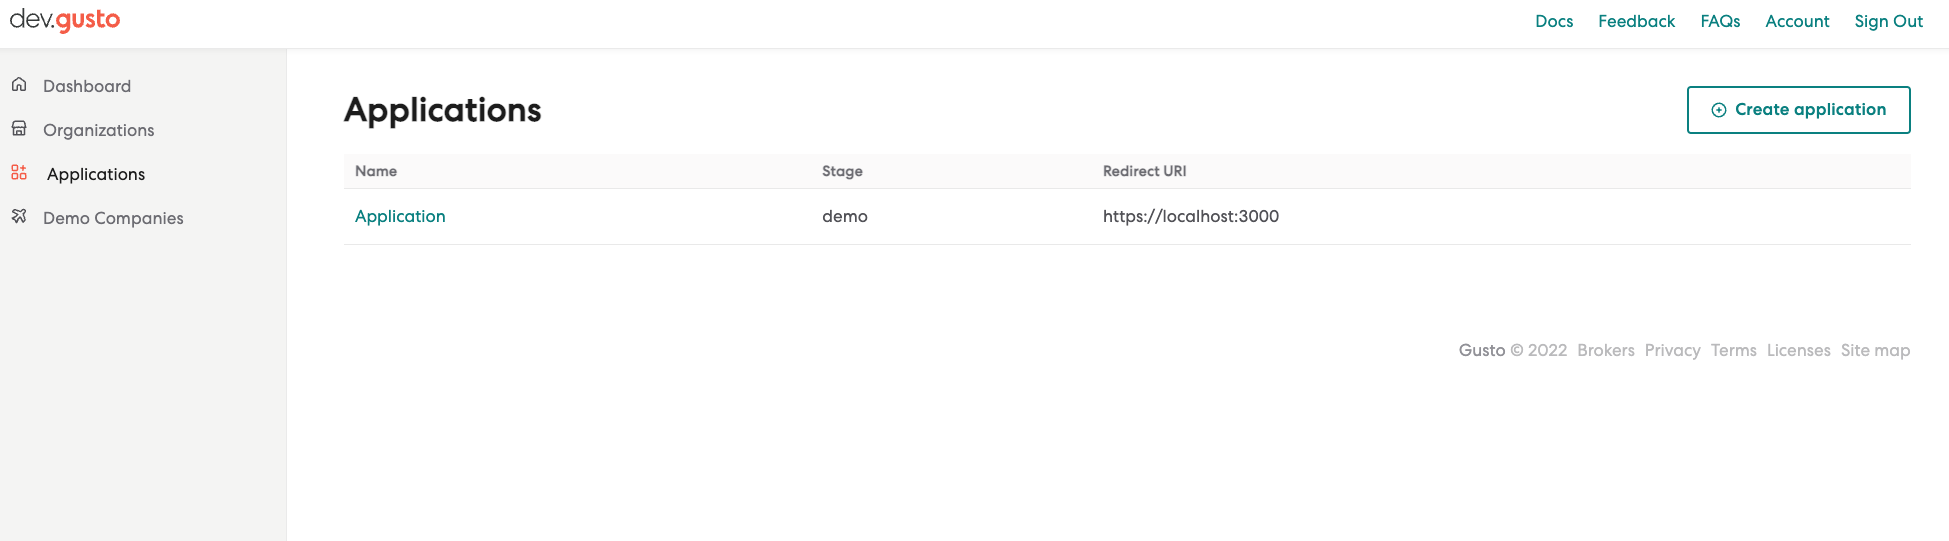 dev.gusto
Docs Feedback FAQs Account Sign Out
Dashboard
Organizations
Applications
Demo Companies
Applications
Create application
Name Stage Redirect URI
Application demo https://localhost:3000
Gusto © 2022 Brokers Privacy Terms Licenses Site map